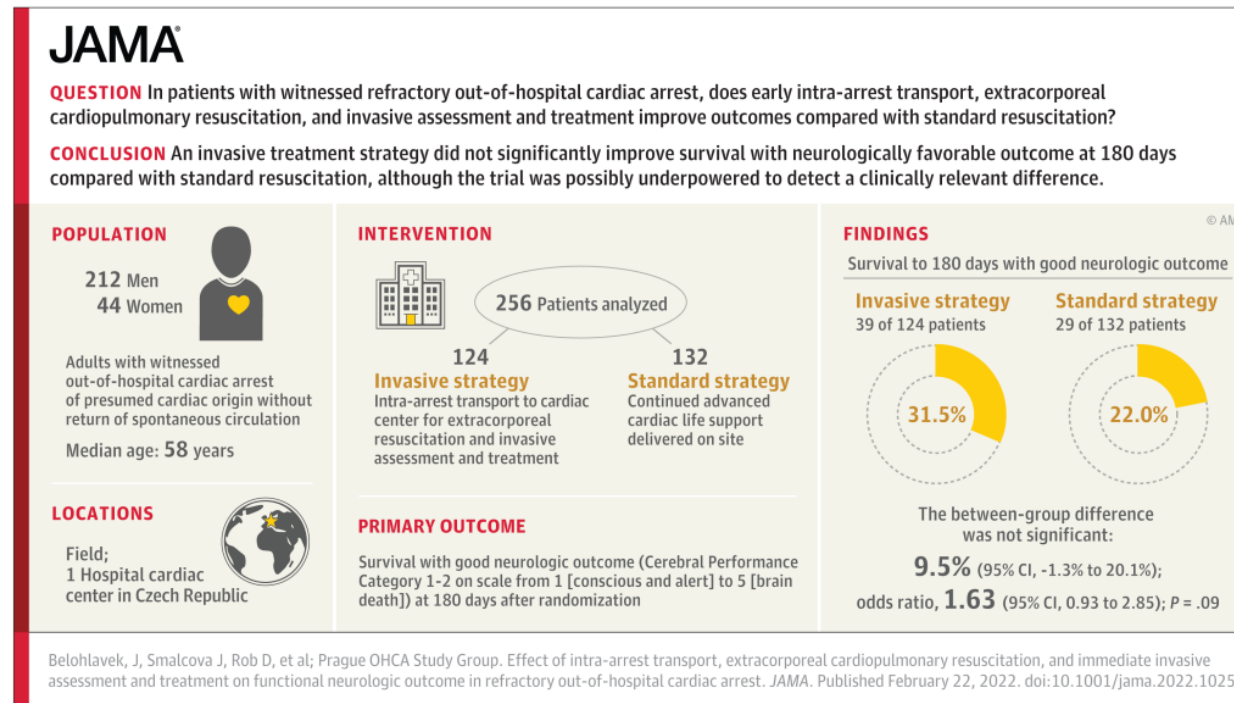 JAMA®
QUESTION In patients with witnessed refractory out-of-hospital cardiac arrest, does early intra-arrest transport, extracorporeal
cardiopulmonary resuscitation, and invasive assessment and treatment improve outcomes compared with standard resuscitation?
CONCLUSION An invasive treatment strategy did not significantly improve survival with neurologically favorable outcome at 180 days
compared with standard resuscitation, although the trial was possibly underpowered to detect a clinically relevant difference.
POPULATION
212 Men
44 Women
Adults with witnessed
out-of-hospital cardiac arrest
of presumed cardiac origin without
return of spontaneous circulation
Median age: 58 years
LOCATIONS
Field;
1 Hospital cardiac
center in Czech Republic
INTERVENTION
256 Patients analyzed
124
Invasive strategy
Intra-arrest transport to cardiac
center for extracorporeal
resuscitation and invasive
assessment and treatment
132
Standard strategy
Continued advanced
cardiac life support
delivered on site
PRIMARY OUTCOME
Survival with good neurologic outcome (Cerebral Performance
Category 1-2 on scale from 1 [conscious and alert] to 5 [brain
death]) at 180 days after randomization
© AM
FINDINGS
Survival to 180 days with good neurologic outcome
Invasive strategy
39 of 124 patients
31.5%
Standard strategy
29 of 132 patients
22.0%
The between-group difference
was not significant:
9.5% (95% CI, -1.3% to 20.1%);
odds ratio, 1.63 (95% CI, 0.93 to 2.85); P = .09
Belohlavek, J, Smalcova J, Rob D, et al; Prague OHCA Study Group. Effect of intra-arrest transport, extracorporeal cardiopulmonary resuscitation, and immediate invasive
assessment and treatment on functional neurologic outcome in refractory out-of-hospital cardiac arrest. JAMA. Published February 22, 2022. doi:10.1001/jama.2022.1025